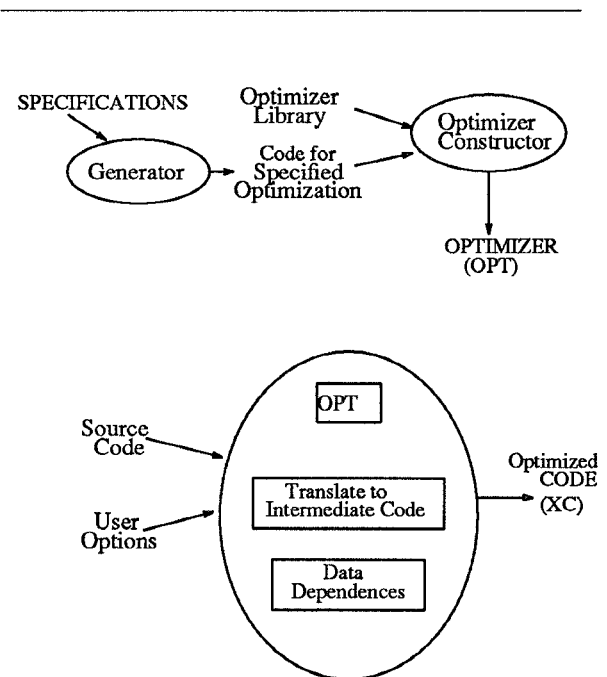 SPECIFICATIONS
Generator
Optimizer
Library
Code for
Specified
Optimization
Optimizer
Constructor
OPTIMIZER
(OPT)
OPT
Source
Code
User
Options
Translate to
Intermediate Code
Data
Dependences
Optimized
CODE
(XC)